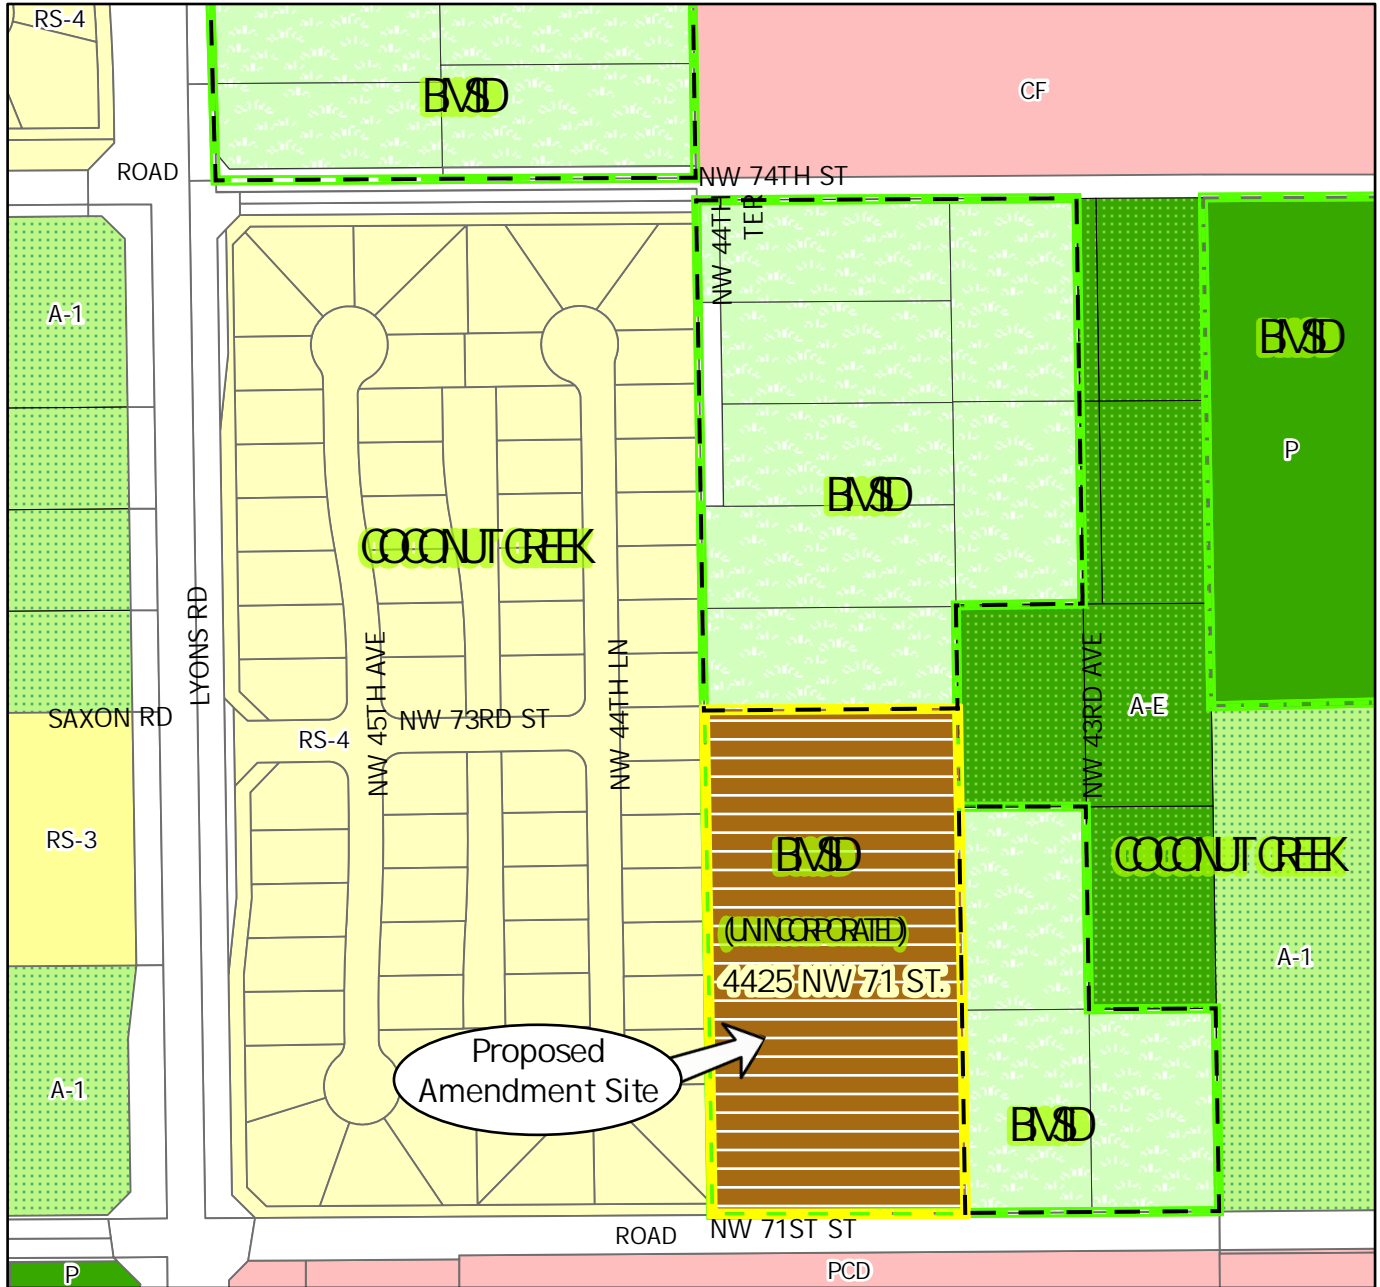 RS-4
BMSD
CF
ROAD
NW 74TH ST
NW 44TH
TER
A-1
BMSD
P
BMSD
COCONUT CREEK
LYONS RD
NW 45TH AVE
NW 44TH LN
NW 43RD AVE
SAXON RD
NW 73RD ST
A-E
RS-4
RS-3
BMSD
COCONUT CREEK
(UNINCORPORATED)
4425 NW 71 ST.
A-1
Proposed
Amendment Site
A-1
BMSD
ROAD
NW 71ST ST
P
PCD